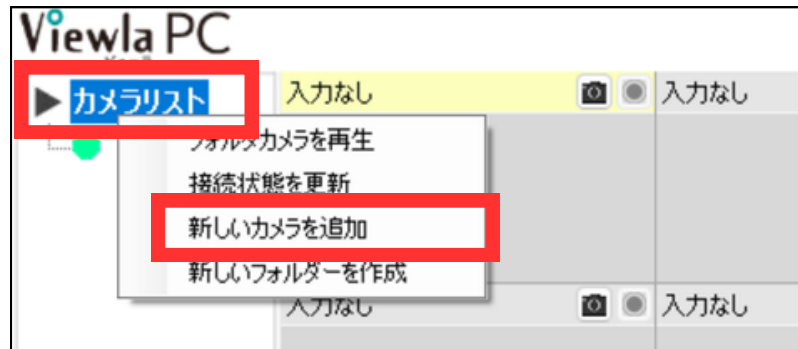 Viewla PC
カメラリスト
入力なし
入力なし
フォルダカメラを再生
接続状態を更新
新しいカメラを追加
新しいフォルダーを作成
入力なし
入力なし